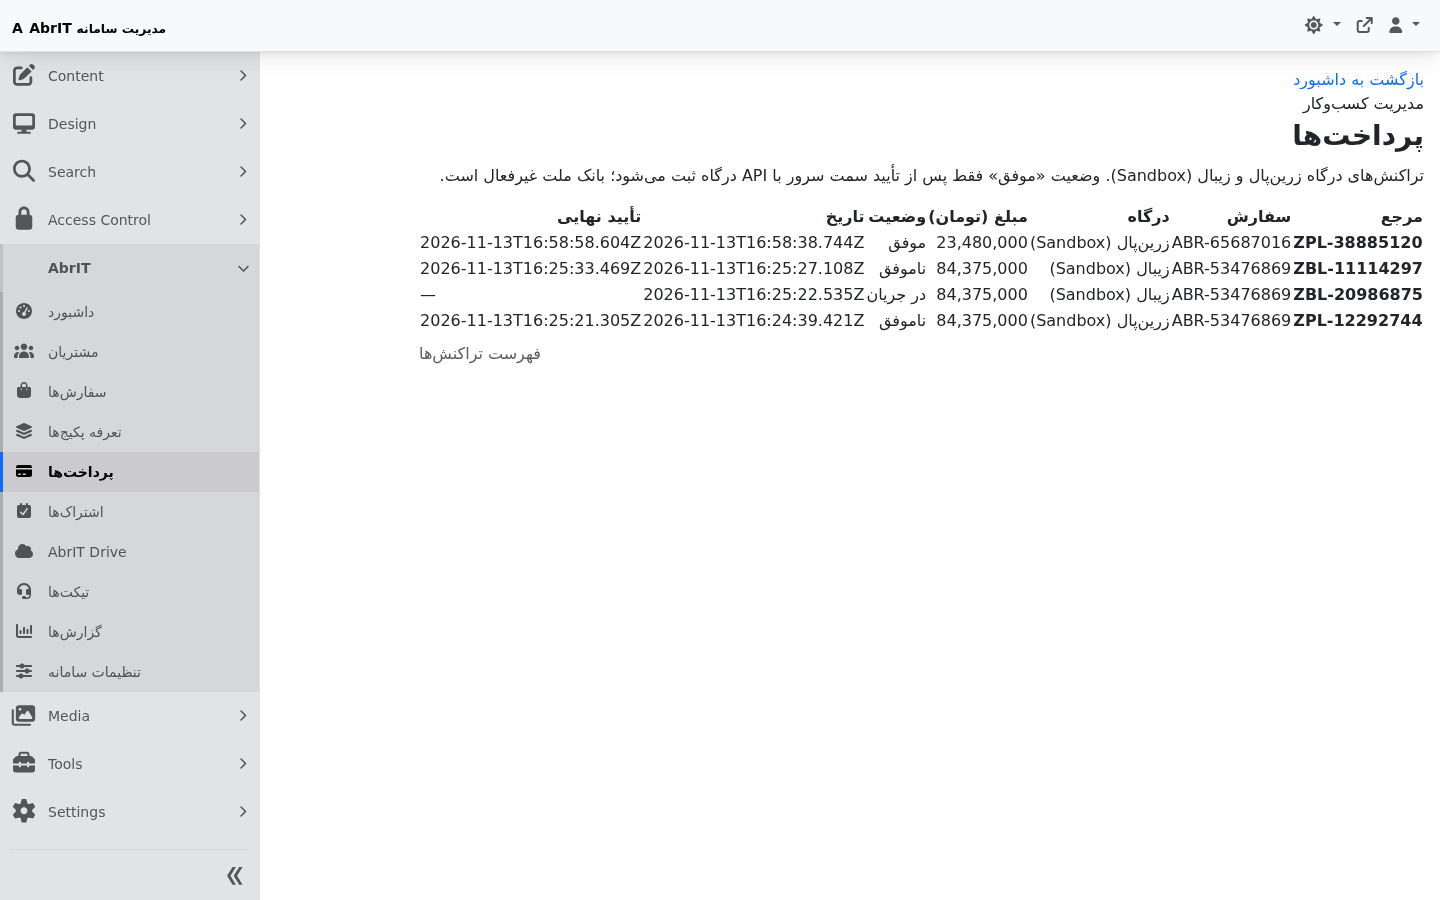 A AbrIT مدیریت سامانه
Content
Design
Search
Access Control
AbrIT
داشبورد
مشتریان
سفارش‌ها
تعرفه پکیج‌ها
پرداخت‌ها
اشتراک‌ها
AbrIT Drive
تیکت‌ها
گزارش‌ها
تنظیمات سامانه
Media
Tools
Settings
بازگشت به داشبورد
مدیریت کسب‌وکار
پرداخت‌ها
تراکنش‌های درگاه زرین‌پال و زیبال (Sandbox). وضعیت «موفق» فقط پس از تأیید سمت سرور با API درگاه ثبت می‌شود؛ بانک ملت غیرفعال است.
مرجع سفارش درگاه مبلغ (تومان) وضعیت تاریخ تأیید نهایی
ZPL-38885120 ABR-65687016 زرین‌پال (Sandbox) 23,480,000 موفق 2026-11-13T16:58:38.744Z 2026-11-13T16:58:58.604Z
ZBL-11114297 ABR-53476869 زیبال (Sandbox) 84,375,000 ناموفق 2026-11-13T16:25:27.108Z 2026-11-13T16:25:33.469Z
ZBL-20986875 ABR-53476869 زیبال (Sandbox) 84,375,000 در جریان 2026-11-13T16:25:22.535Z —
ZPL-12292744 ABR-53476869 زرین‌پال (Sandbox) 84,375,000 ناموفق 2026-11-13T16:24:39.421Z 2026-11-13T16:25:21.305Z
فهرست تراکنش‌ها